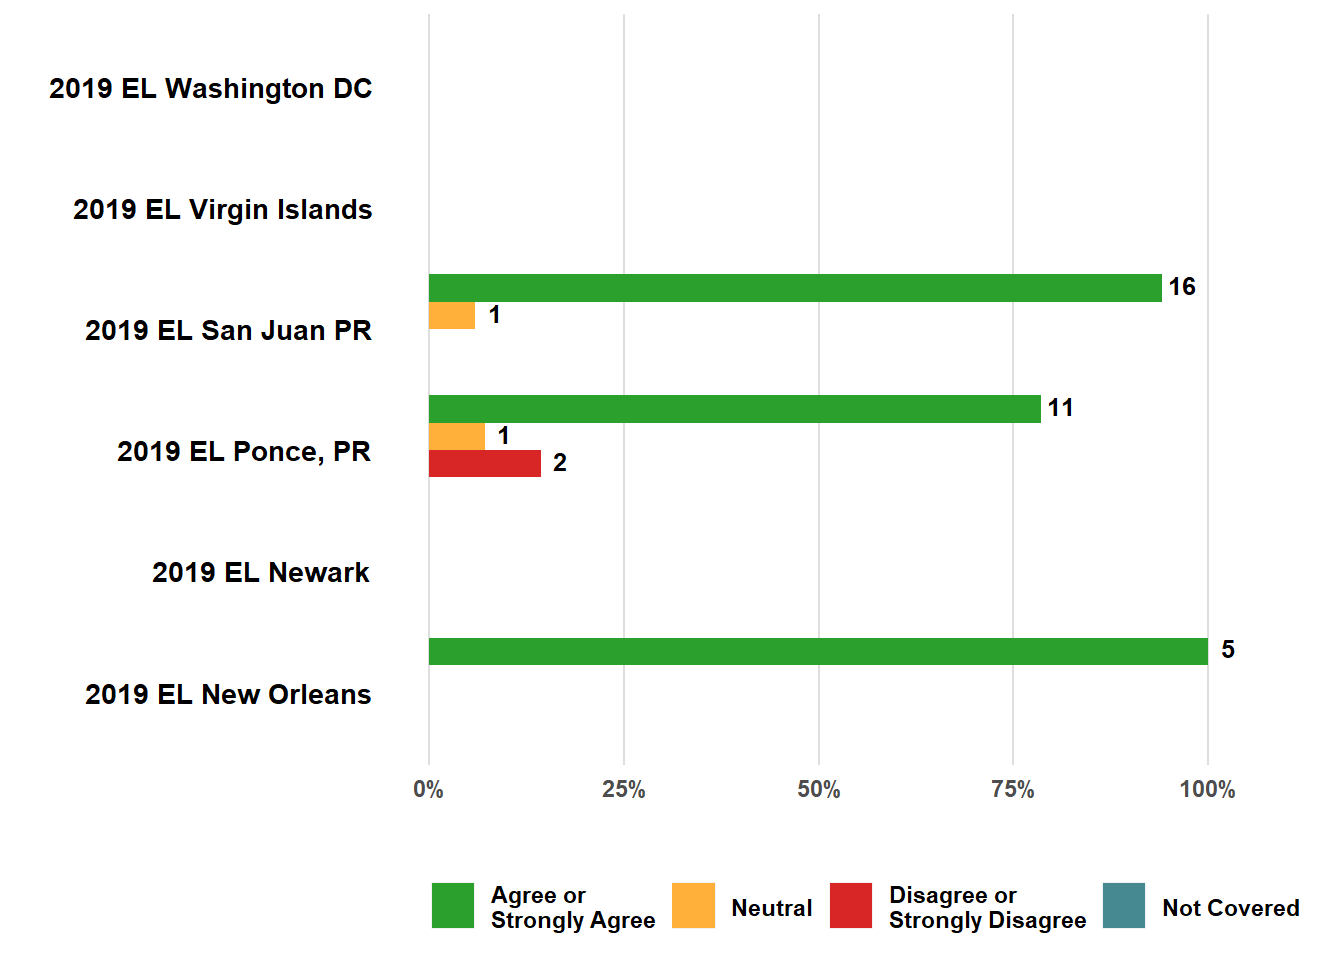 2019 EL Washington DC
2019 EL Virgin Islands
16
1
2019 EL San Juan PR
11
1
2019 EL Ponce, PR
2
2019 EL Newark
5
2019 EL New Orleans
0% 25% 50% 75% 100%
Agree or
Strongly Agree
Neutral
Disagree or
Strongly Disagree
Not Covered